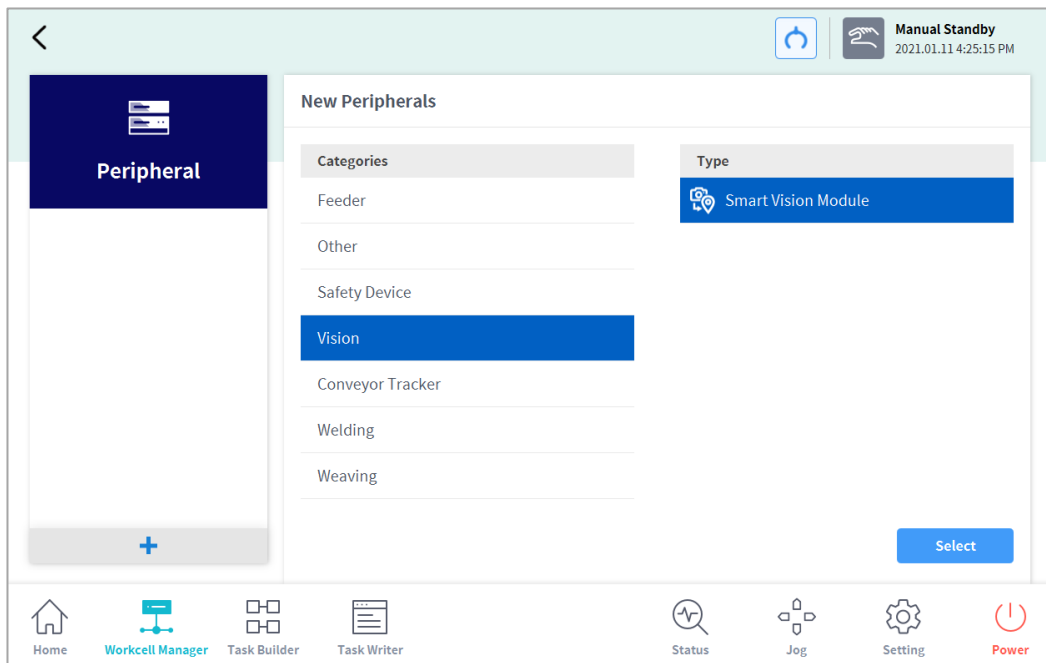 Manual Standby
2021.01.11 4:25:15 PM
Peripheral
New Peripherals
Categories
Feeder
Other
Safety Device
Vision
Conveyor Tracker
Welding
Weaving
Type
Smart Vision Module
Select
Home
Workcell Manager
Task Builder
Task Writer
Status
Jog
Setting
Power